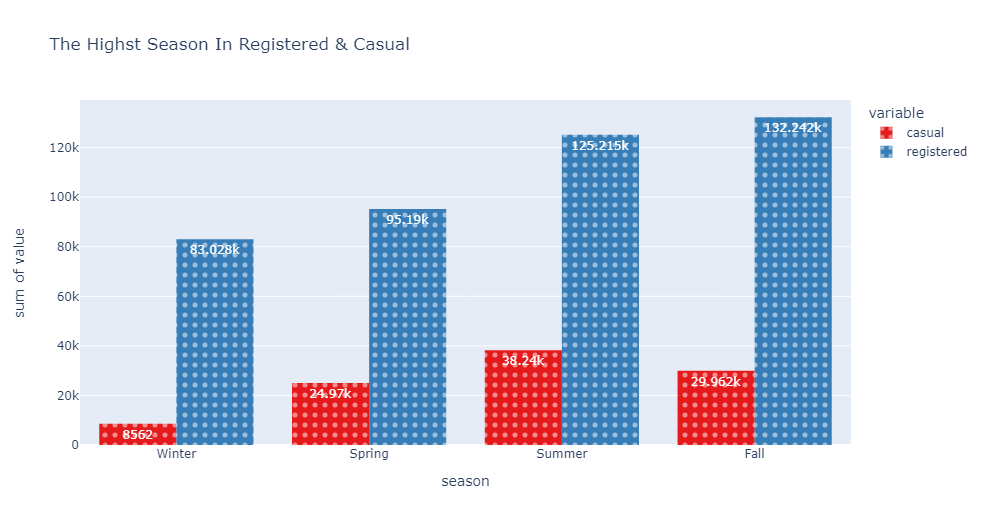 The Highst Season In Registered & Casual
variable
casual
registered
sum of value
120k
100k
80k
60k
40k
20k
0
8562
83.028k
24.97k
95.19k
38.24k
125.215k
29.962k
132.242k
Winter
Spring
Summer
Fall
season